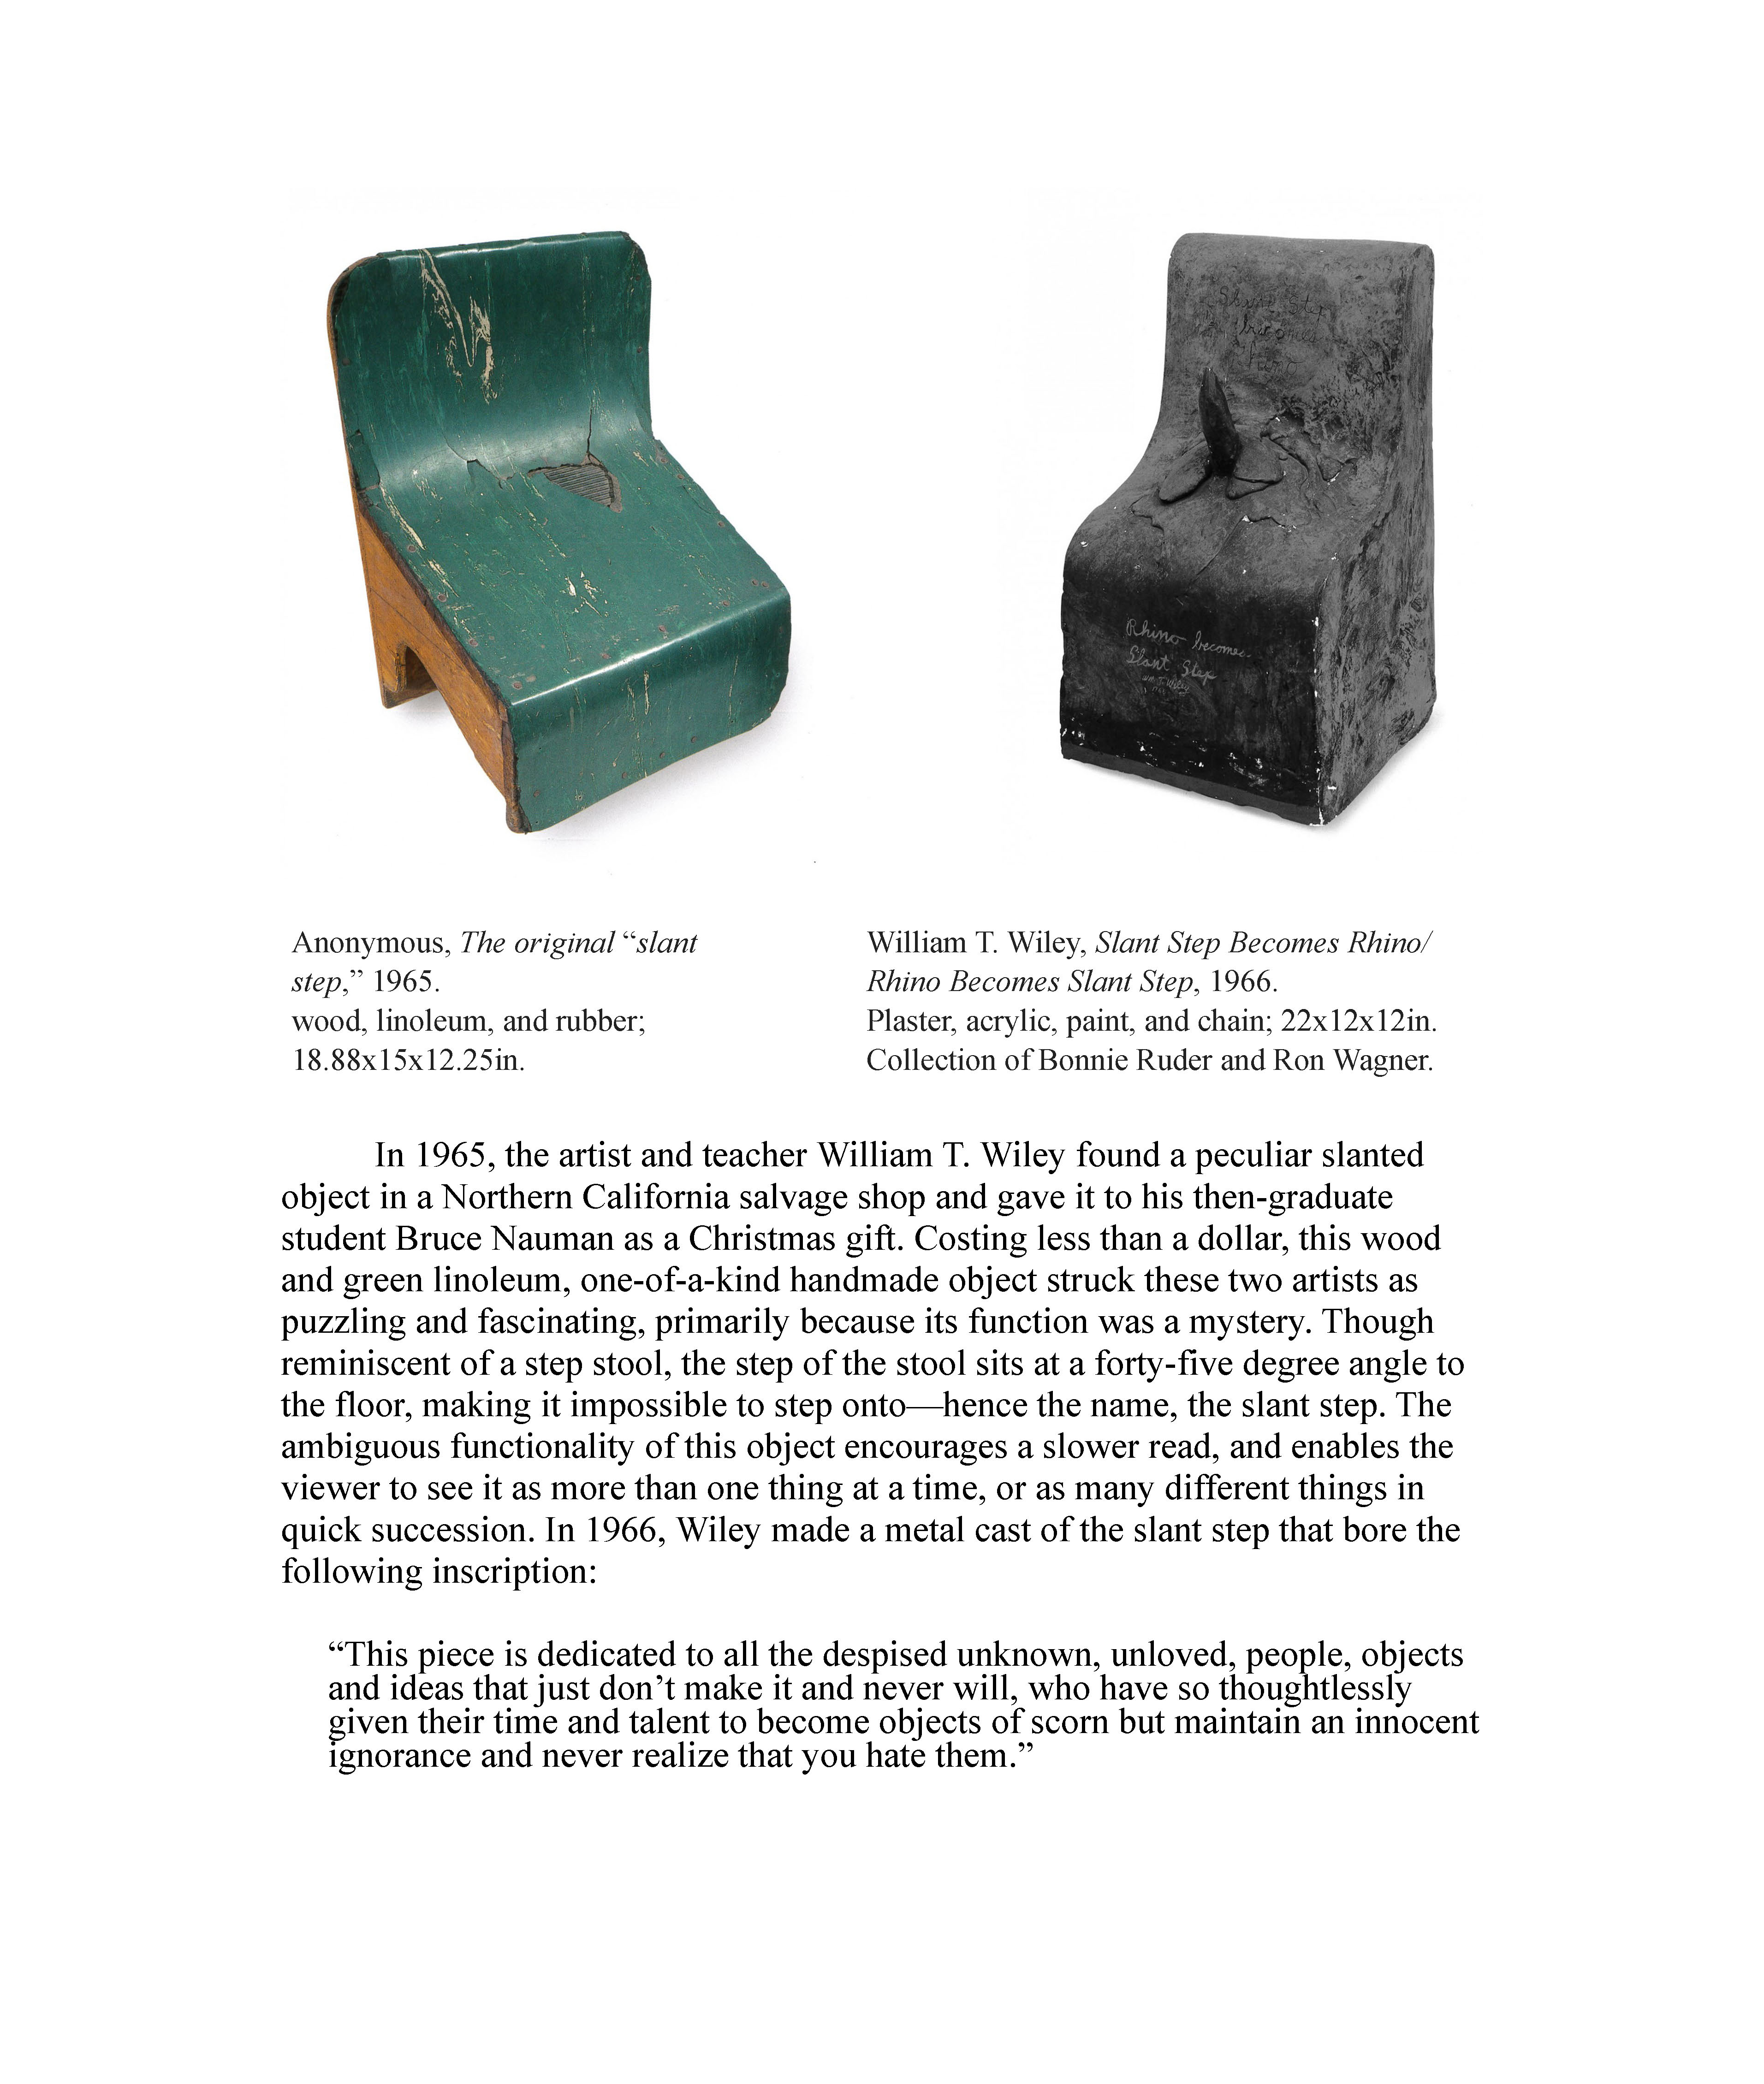 Slant Step
becomes
Rhino
Rhino becomes
Slant Step
Wm T. Wiley
Anonymous, The original “slant
step,” 1965.
wood, linoleum, and rubber;
18.88x15x12.25in.
William T. Wiley, Slant Step Becomes Rhino/
Rhino Becomes Slant Step, 1966.
Plaster, acrylic, paint, and chain; 22x12x12in.
Collection of Bonnie Ruder and Ron Wagner.
In 1965, the artist and teacher William T. Wiley found a peculiar slanted
object in a Northern California salvage shop and gave it to his then-graduate
student Bruce Nauman as a Christmas gift. Costing less than a dollar, this wood
and green linoleum, one-of-a-kind handmade object struck these two artists as
puzzling and fascinating, primarily because its function was a mystery. Though
reminiscent of a step stool, the step of the stool sits at a forty-five degree angle to
the floor, making it impossible to step onto—hence the name, the slant step. The
ambiguous functionality of this object encourages a slower read, and enables the
viewer to see it as more than one thing at a time, or as many different things in
quick succession. In 1966, Wiley made a metal cast of the slant step that bore the
following inscription:
“This piece is dedicated to all the despised unknown, unloved, people, objects
and ideas that just don’t make it and never will, who have so thoughtlessly
given their time and talent to become objects of scorn but maintain an innocent
ignorance and never realize that you hate them.”